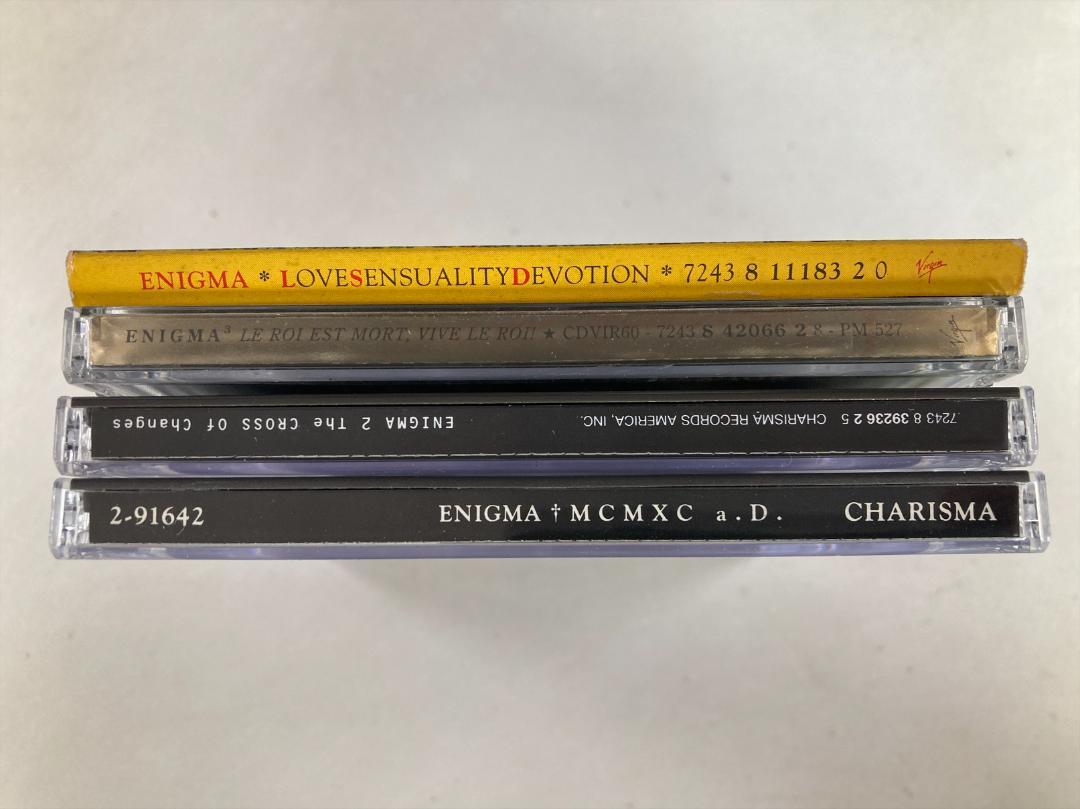 ENIGMA * LOVESENSUALITYDEVOTION * 7243 8 11183 2 0 Virgin
ENIGMA³ LE ROI EST MORT, VIVE LE ROI! ★ CDVIR60 - 7243 8 42066 2 8 - PM 527 Virgin
ENIGMA 2 The CROSS Of Changes CHARISMA RECORDS AMERICA, INC. 7243 8 39236 2 5
2-91642 ENIGMA † MCMXC a.D. CHARISMA